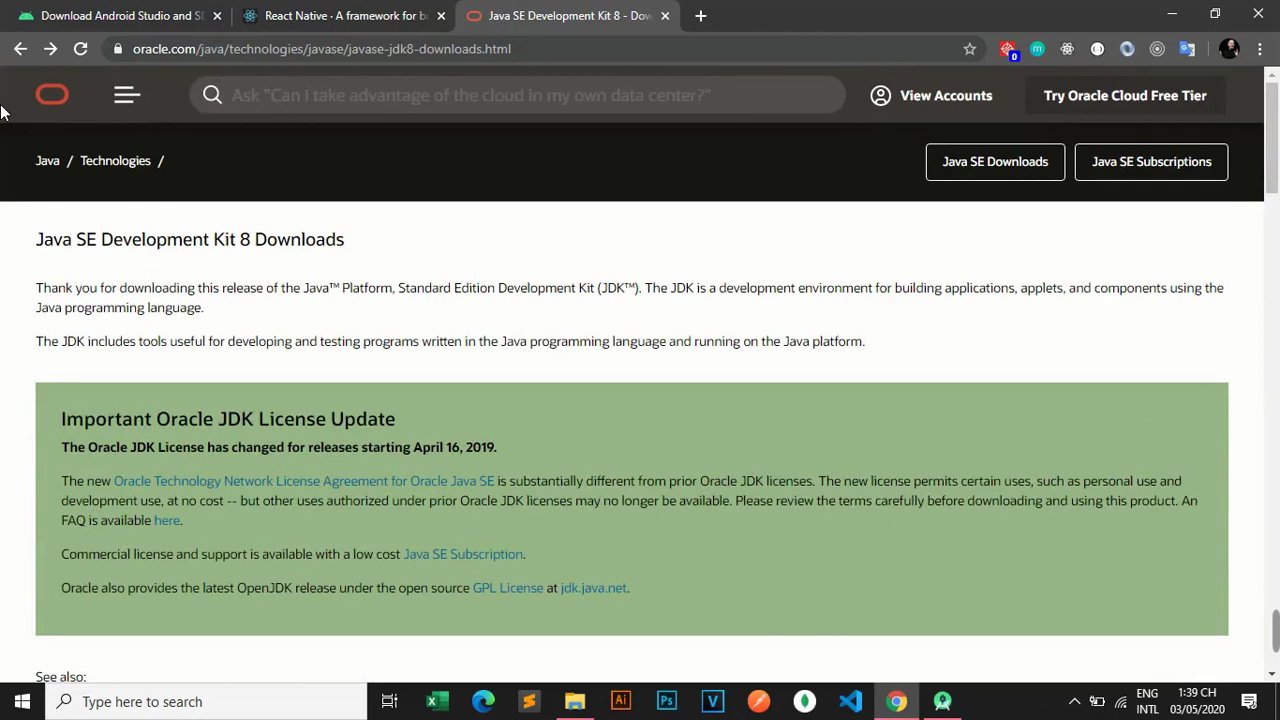 Download Android Studio and S
React Native · A framework for b
Java SE Development Kit 8 - Dow
oracle.com/java/technologies/javase/javase-jdk8-downloads.html
0
m
Ask "Can I take advantage of the cloud in my own data center?"
View Accounts
Try Oracle Cloud Free Tier
Java / Technologies /
Java SE Downloads
Java SE Subscriptions
Java SE Development Kit 8 Downloads
Thank you for downloading this release of the Java™ Platform, Standard Edition Development Kit (JDK™). The JDK is a development environment for building applications, applets, and components using the
Java programming language.
The JDK includes tools useful for developing and testing programs written in the Java programming language and running on the Java platform.
Important Oracle JDK License Update
The Oracle JDK License has changed for releases starting April 16, 2019.
The new Oracle Technology Network License Agreement for Oracle Java SE is substantially different from prior Oracle JDK licenses. The new license permits certain uses, such as personal use and
development use, at no cost -- but other uses authorized under prior Oracle JDK licenses may no longer be available. Please review the terms carefully before downloading and using this product. An
FAQ is available here.
Commercial license and support is available with a low cost Java SE Subscription.
Oracle also provides the latest OpenJDK release under the open source GPL License at jdk.java.net.
See also:
Type here to search
Ai
Ps
V
ENG
INTL
1:39 CH
03/05/2020